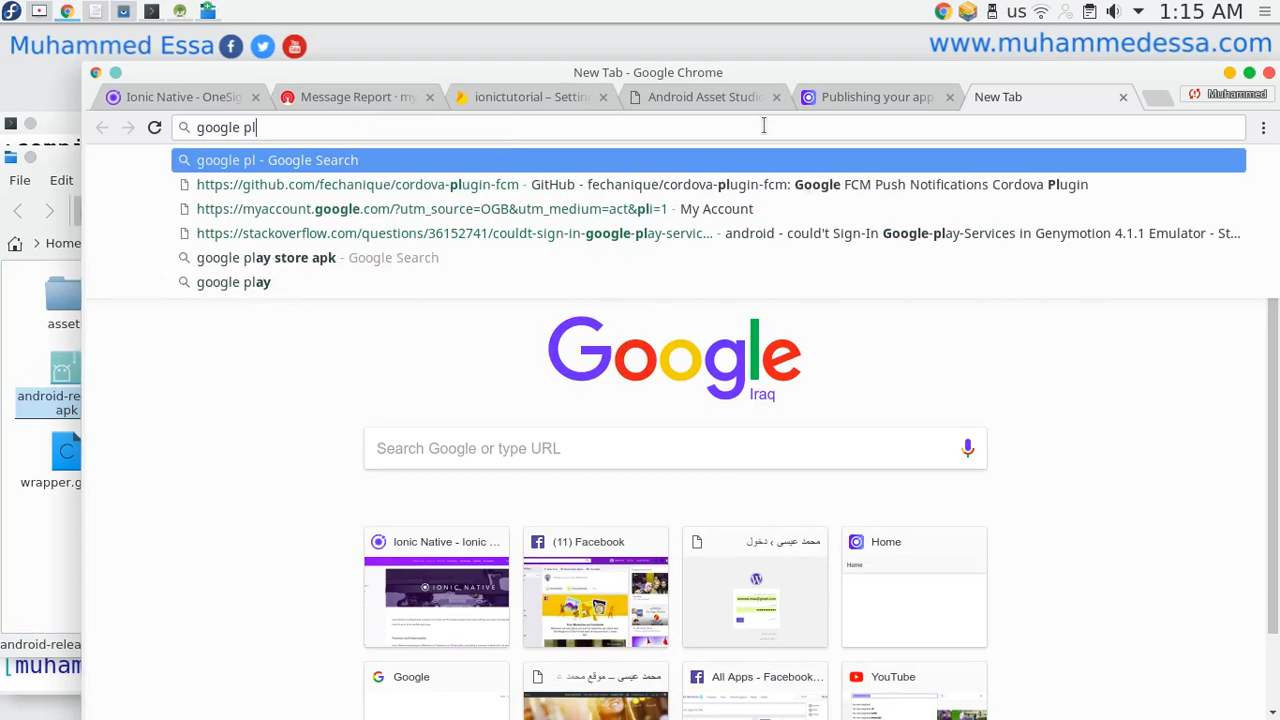 us
1:15 AM
Muhammed Essa
www.muhammedessa.com
New Tab - Google Chrome
Ionic Native - OneSig
Message Report · my
ionictutorial – Settin
Android Asset Studio
Publishing your app
New Tab
Muhammed
google pl
google pl - Google Search
https://github.com/fechanique/cordova-plugin-fcm - GitHub - fechanique/cordova-plugin-fcm: Google FCM Push Notifications Cordova Plugin
https://myaccount.google.com/?utm_source=OGB&utm_medium=act&pli=1 - My Account
https://stackoverflow.com/questions/36152741/couldt-sign-in-google-play-servic... - android - could't Sign-In Google-play-Services in Genymotion 4.1.1 Emulator - St...
google play store apk - Google Search
google play
File Edit
Home
asset
android-re
apk
wrapper.g
android-relea
[muham
Google
Iraq
Search Google or type URL
Ionic Native - Ionic ...
(11) Facebook
محمد عيسى ، دخول
Home
Home
IONIC NATIVE
Google
محمد عيسى – موقع محمد ...
All Apps - Facebook...
YouTube